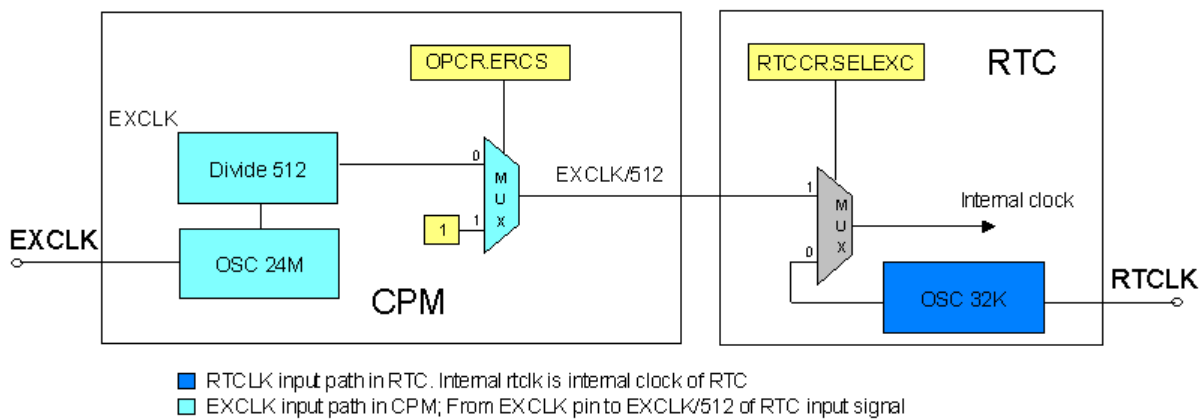 OPCR.ERCS
RTCCR.SELEXC
RTC
EXCLK
Divide 512
0
MUX
EXCLK/512
1
MUX
Internal clock
1
1
EXCLK
OSC 24M
0
RTCLK
OSC 32K
CPM
RTCLK input path in RTC. Internal rtclk is internal clock of RTC
EXCLK input path in CPM; From EXCLK pin to EXCLK/512 of RTC input signal